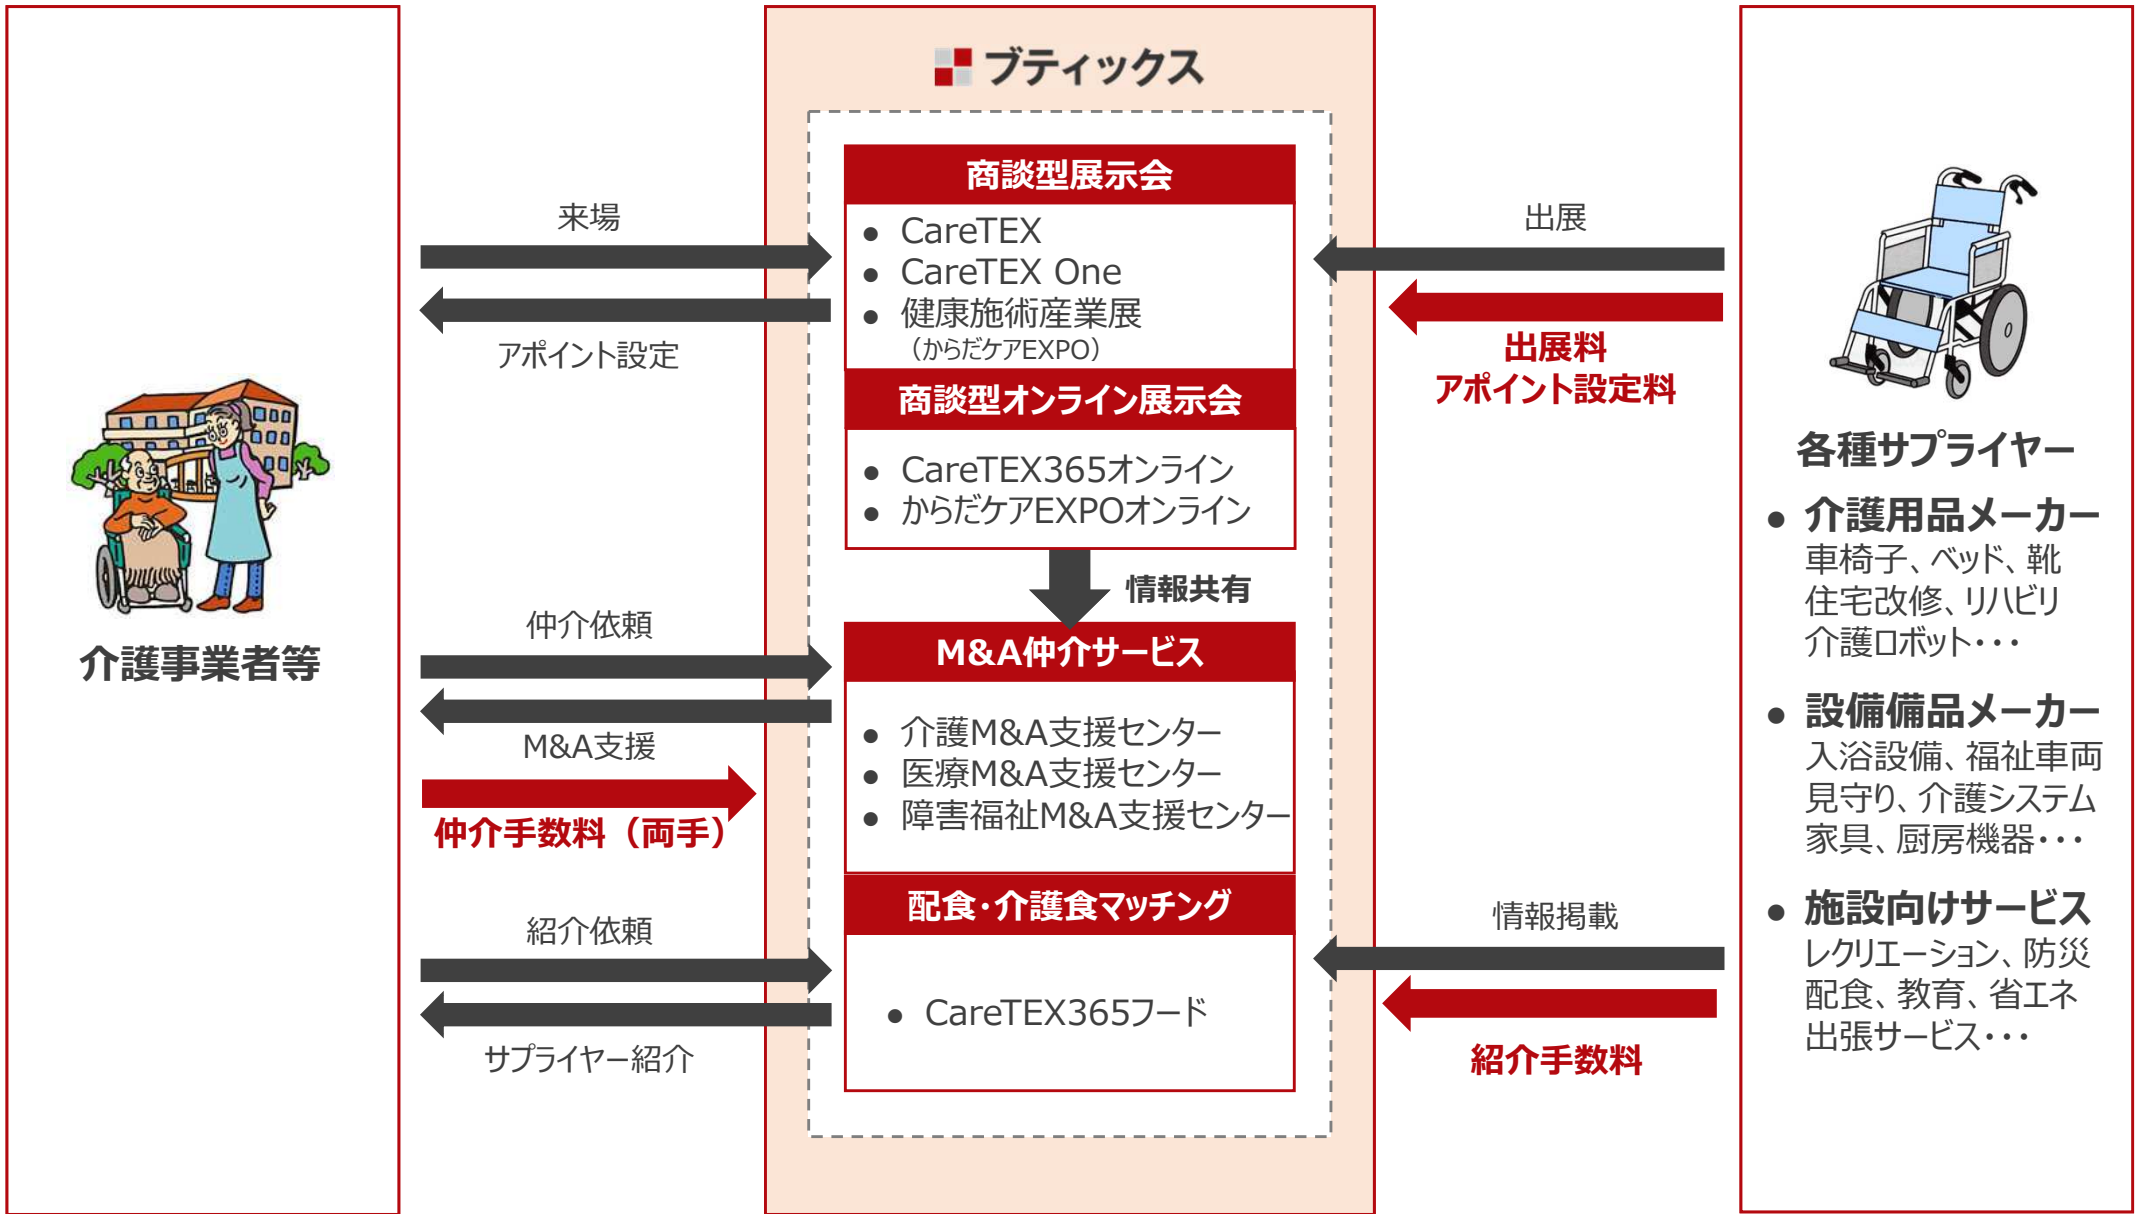 ブティックス
商談型展示会
● CareTEX
● CareTEX One
● 健康施術産業展
（からだケアEXPO）
商談型オンライン展示会
● CareTEX365オンライン
● からだケアEXPOオンライン
情報共有
M&A仲介サービス
● 介護M&A支援センター
● 医療M&A支援センター
● 障害福祉M&A支援センター
配食・介護食マッチング
● CareTEX365フード
来場
アポイント設定
介護事業者等
仲介依頼
M&A支援
仲介手数料（両手）
紹介依頼
サプライヤー紹介
出展
出展料
アポイント設定料
情報掲載
紹介手数料
各種サプライヤー
● 介護用品メーカー
車椅子、ベッド、靴
住宅改修、リハビリ
介護ロボット・・・
● 設備備品メーカー
入浴設備、福祉車両
見守り、介護システム
家具、厨房機器・・・
● 施設向けサービス
レクリエーション、防災
配食、教育、省エネ
出張サービス・・・